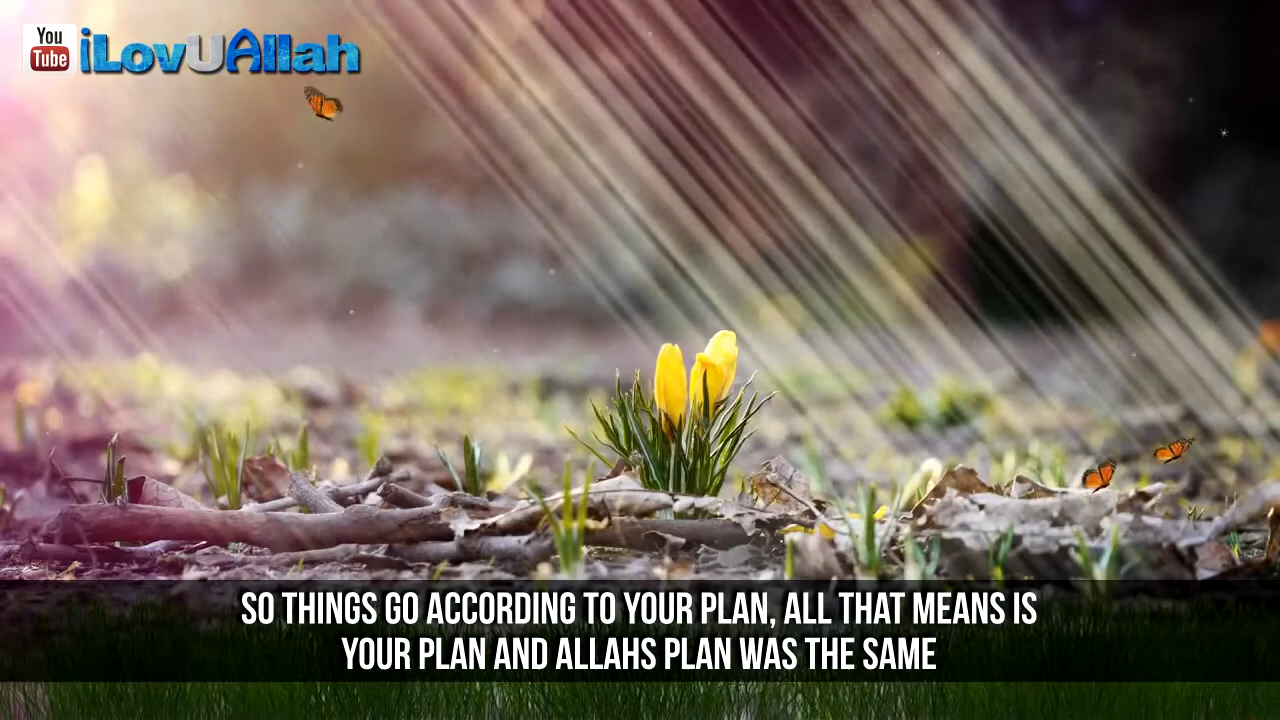 You
Tube
iLovUAllah
SO THINGS GO ACCORDING TO YOUR PLAN, ALL THAT MEANS IS
YOUR PLAN AND ALLAHS PLAN WAS THE SAME